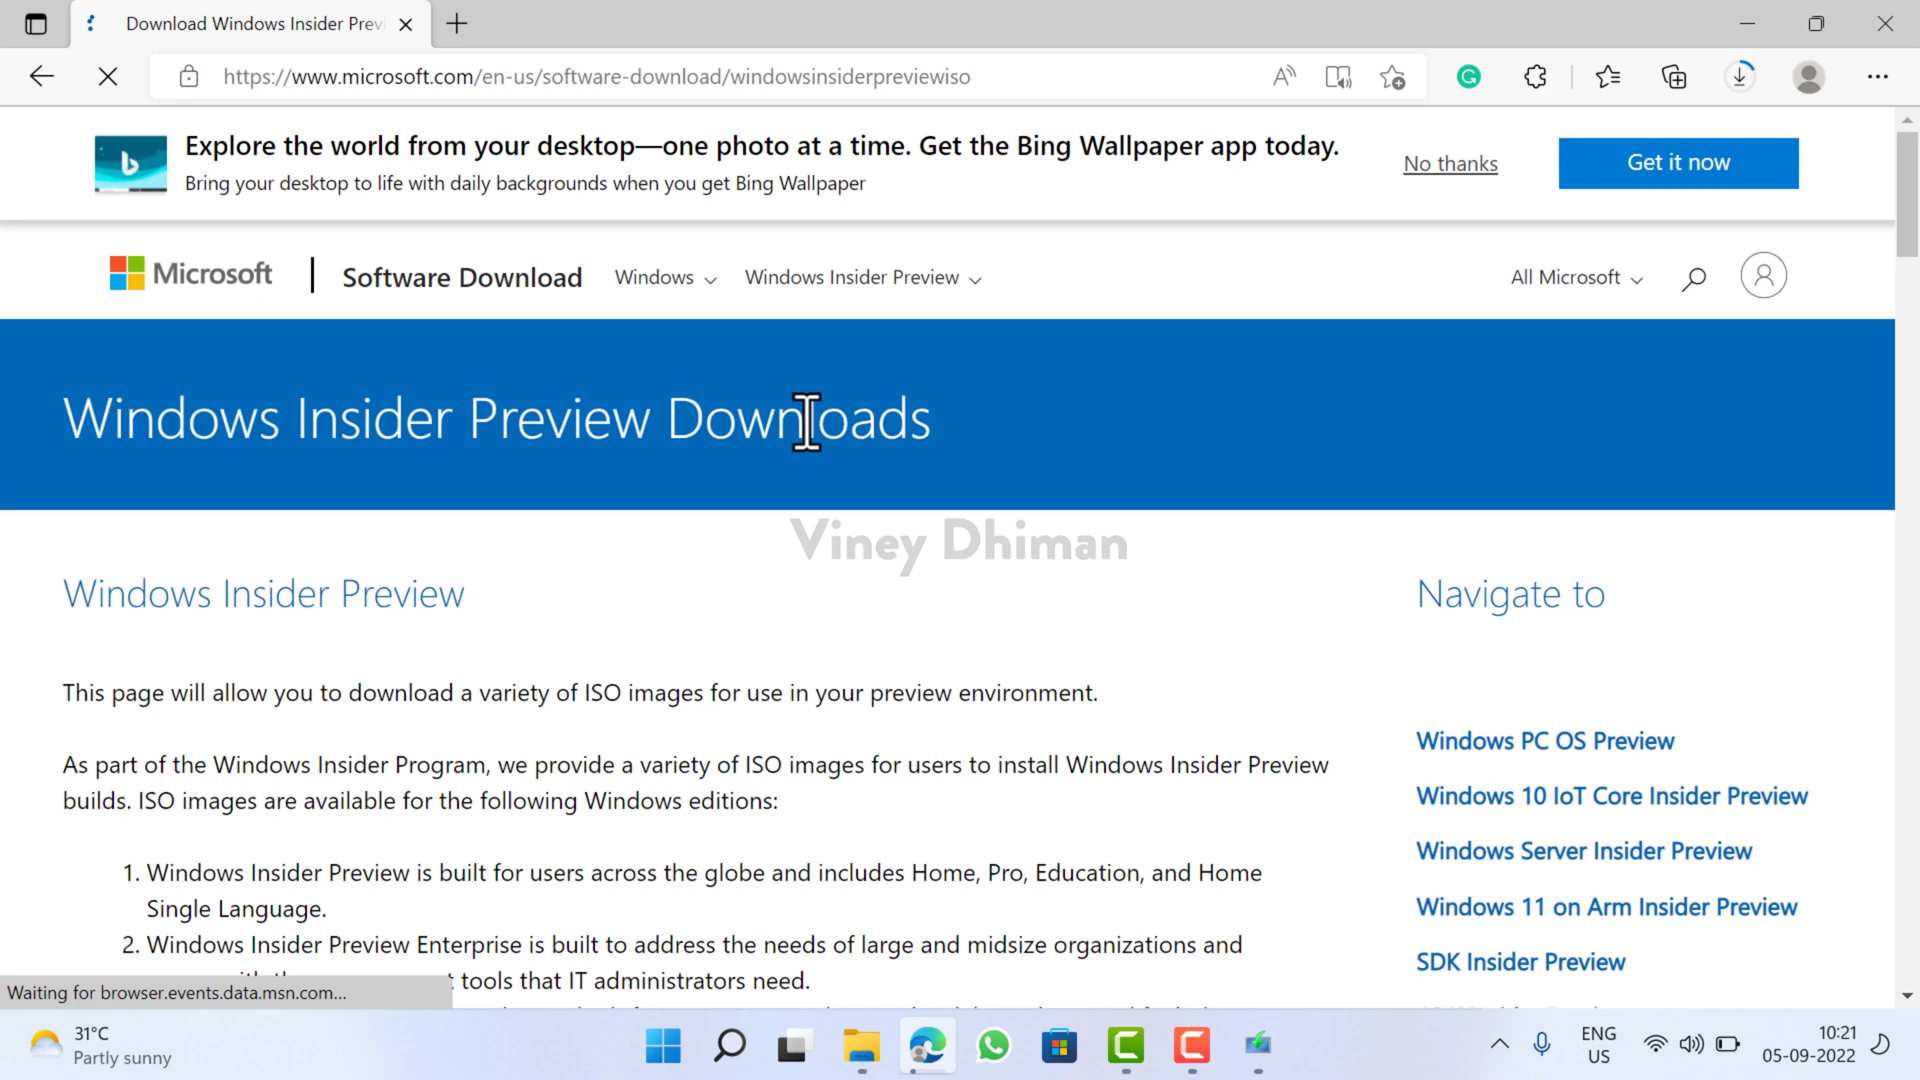 Download Windows Insider Previ
https://www.microsoft.com/en-us/software-download/windowsinsiderpreviewiso
Explore the world from your desktop—one photo at a time. Get the Bing Wallpaper app today.
Bring your desktop to life with daily backgrounds when you get Bing Wallpaper
No thanks
Get it now
Microsoft
Software Download
Windows
Windows Insider Preview
All Microsoft
Windows Insider Preview Downloads
Viney Dhiman
Windows Insider Preview
This page will allow you to download a variety of ISO images for use in your preview environment.
As part of the Windows Insider Program, we provide a variety of ISO images for users to install Windows Insider Preview
builds. ISO images are available for the following Windows editions:
1. Windows Insider Preview is built for users across the globe and includes Home, Pro, Education, and Home
Single Language.
2. Windows Insider Preview Enterprise is built to address the needs of large and midsize organizations and
tools that IT administrators need.
Navigate to
Windows PC OS Preview
Windows 10 IoT Core Insider Preview
Windows Server Insider Preview
Windows 11 on Arm Insider Preview
SDK Insider Preview
Waiting for browser.events.data.msn.com...
31°C
Partly sunny
ENG
US
10:21
05-09-2022